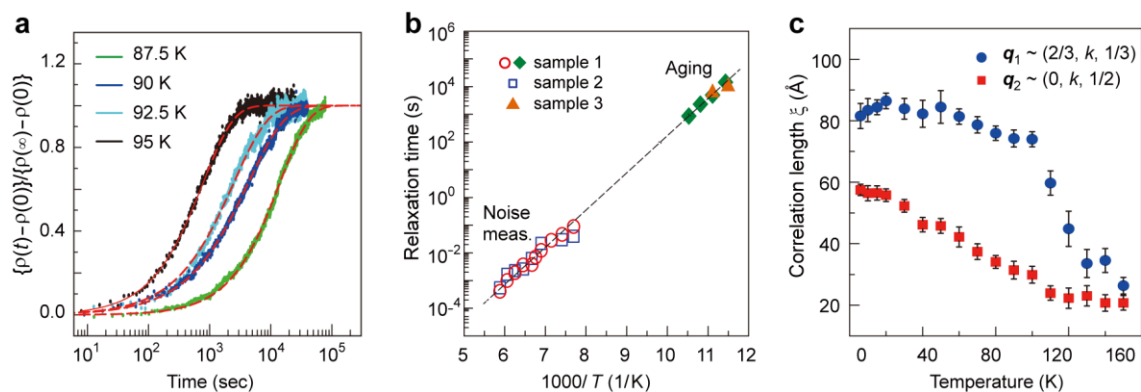 a
{ρ(t)−ρ(0)}/{ρ(∞)−ρ(0)}
1.2
0.8
0.4
0.0
87.5 K
90 K
92.5 K
95 K
10¹ 10² 10³ 10⁴ 10⁵
Time (sec)
b
Relaxation time (s)
10⁶
10⁴
10²
10⁰
10⁻²
10⁻⁴
sample 1
sample 2
sample 3
Aging
Noise
meas.
5 6 7 8 9 10 11 12
1000/ T (1/K)
c
Correlation length ξ (Å)
100
80
60
40
20
q₁ ~ (2/3, k, 1/3)
q₂ ~ (0, k, 1/2)
0 40 80 120 160
Temperature (K)